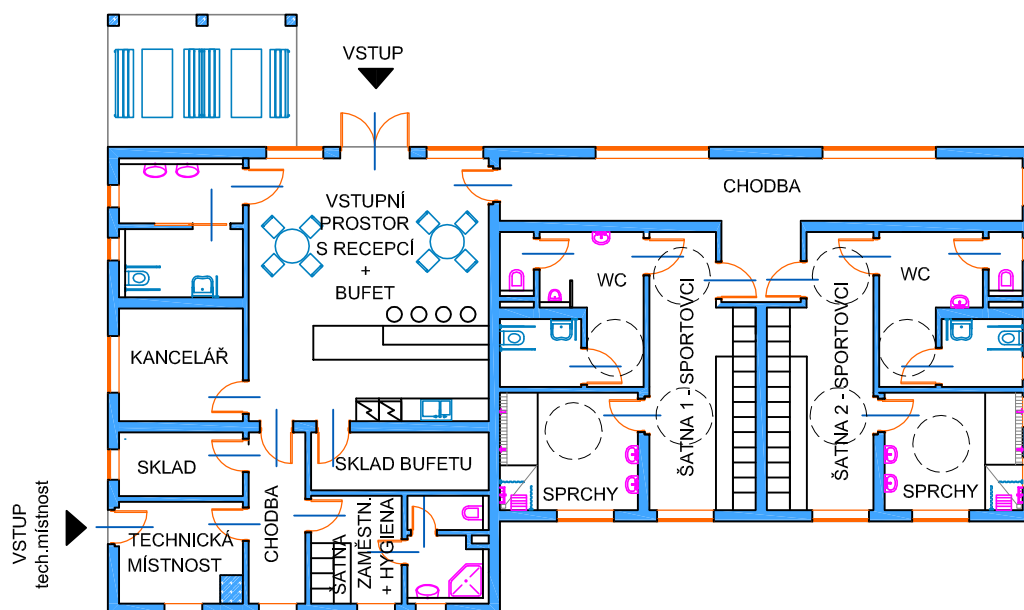 VSTUP
CHODBA
VSTUPNÍ
PROSTOR
S RECEPCÍ
+
BUFET
WC
WC
KANCELÁŘ
ŠATNA 1 - SPORTOVCI
ŠATNA 2 - SPORTOVCI
SKLAD
SKLAD BUFETU
SPRCHY
SPRCHY
VSTUP
tech.místnost
TECHNICKÁ
MÍSTNOST
CHODBA
ŠATNA
ZAMĚSTN.
+ HYGIENA